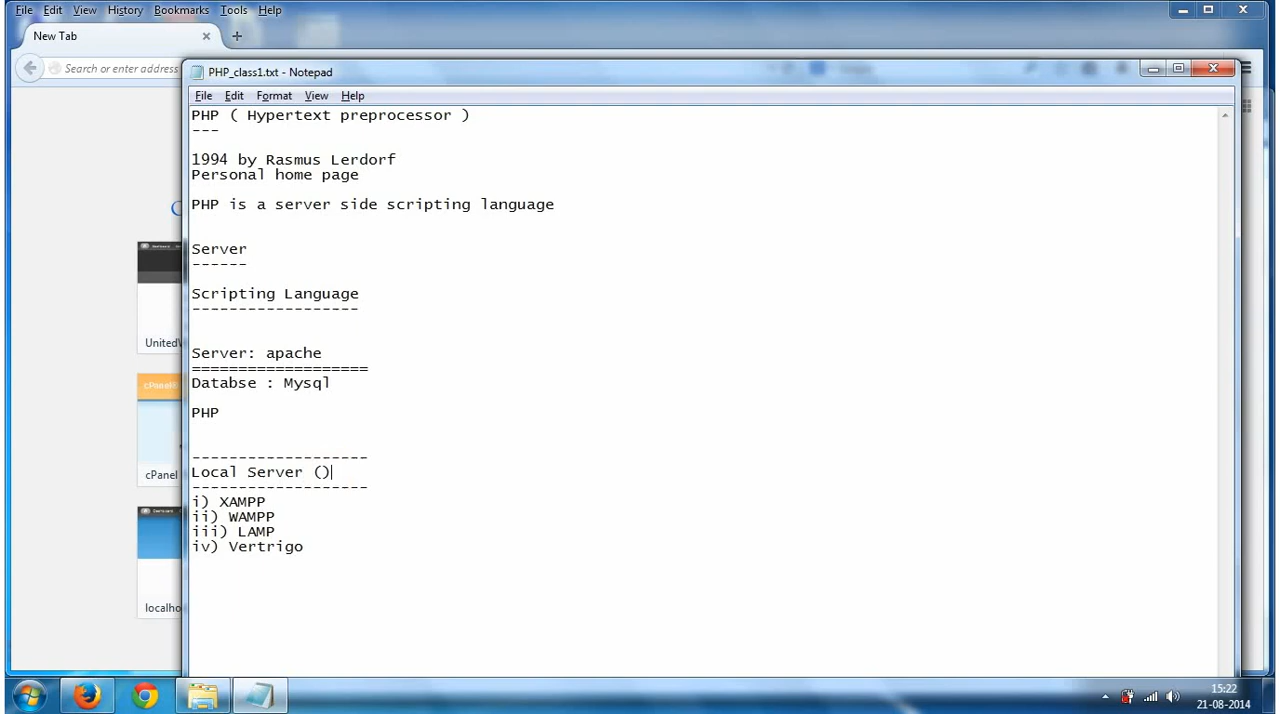 File Edit View History Bookmarks Tools Help
New Tab
Search or enter address
PHP_class1.txt - Notepad
File Edit Format View Help
PHP ( Hypertext preprocessor )
---
1994 by Rasmus Lerdorf
Personal home page
PHP is a server side scripting language
Server
------
Scripting Language
------------------
Server: apache
===================
Databse : Mysql
PHP
-------------------
Local Server ()
-------------------
i) XAMPP
ii) WAMPP
iii) LAMP
iv) Vertrigo
cPanel
15:22
21-08-2014